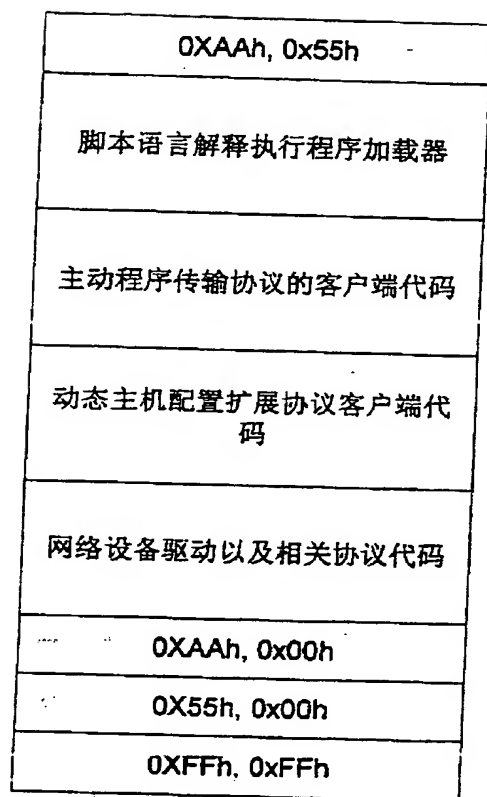 0XAAh, 0x55h
脚本语言解释执行程序加载器
主动程序传输协议的客户端代码
动态主机配置扩展协议客户端代
码
网络设备驱动以及相关协议代码
0XAAh, 0x00h
0X55h, 0x00h
0XFFh, 0xFFh